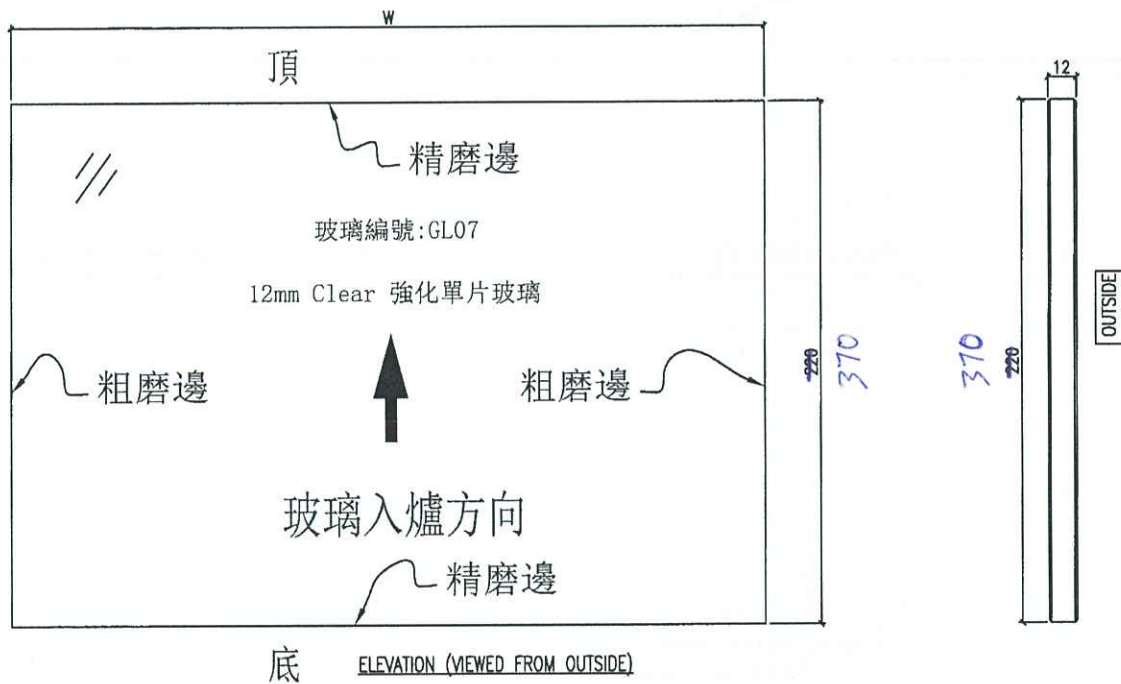 W
頂
12
精磨邊
玻璃編號:GL07
12mm Clear 強化單片玻璃
粗磨邊
粗磨邊
220
370
370
220
OUTSIDE
玻璃入爐方向
精磨邊
底
ELEVATION (VIEWED FROM OUTSIDE)